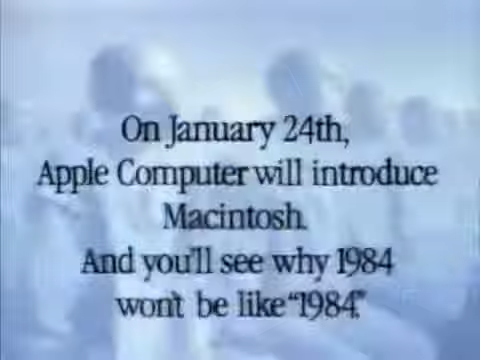 On January 24th,
Apple Computer will introduce
Macintosh.
And you'll see why 1984
won't be like "1984."